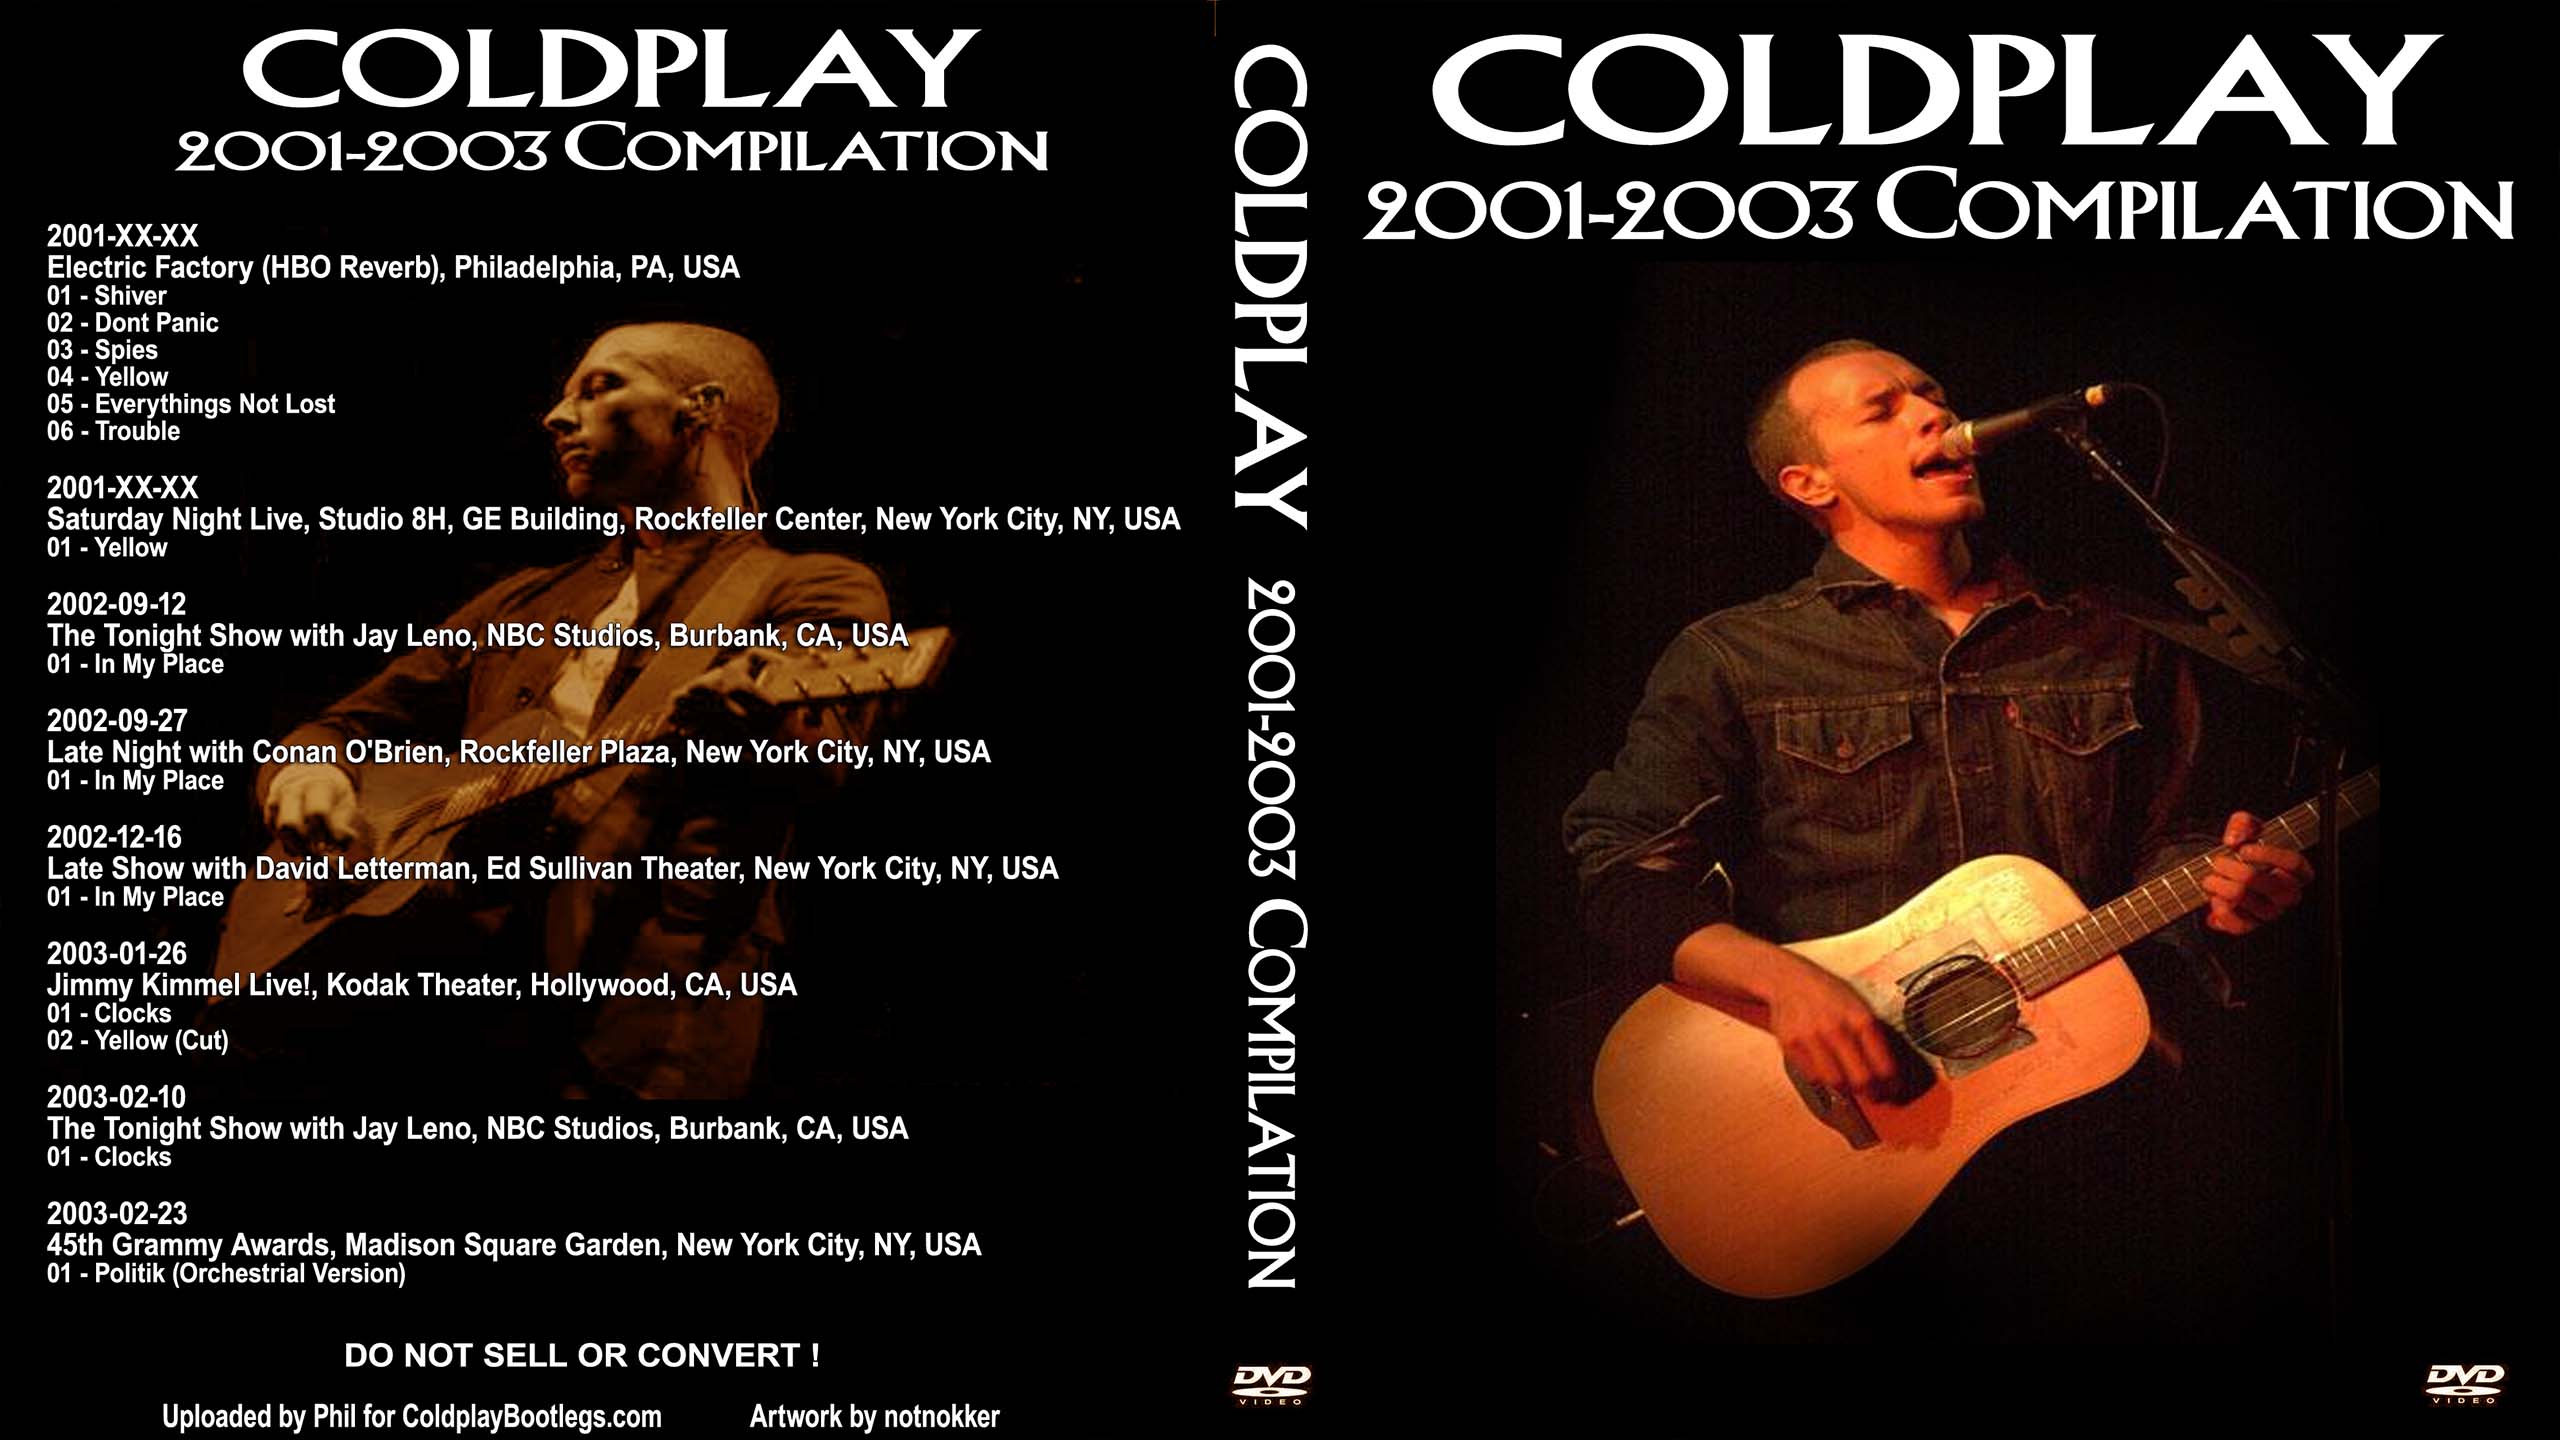 COLDPLAY
2001-2003 COMPILATION
2001-XX-XX
Electric Factory (HBO Reverb), Philadelphia, PA, USA
01 - Shiver
02 - Dont Panic
03 - Spies
04 - Yellow
05 - Everythings Not Lost
06 - Trouble
2001-XX-XX
Saturday Night Live, Studio 8H, GE Building, Rockfeller Center, New York City, NY, USA
01 - Yellow
2002-09-12
The Tonight Show with Jay Leno, NBC Studios, Burbank, CA, USA
01 - In My Place
2002-09-27
Late Night with Conan O'Brien, Rockfeller Plaza, New York City, NY, USA
01 - In My Place
2002-12-16
Late Show with David Letterman, Ed Sullivan Theater, New York City, NY, USA
01 - In My Place
2003-01-26
Jimmy Kimmel Live!, Kodak Theater, Hollywood, CA, USA
01 - Clocks
02 - Yellow (Cut)
2003-02-10
The Tonight Show with Jay Leno, NBC Studios, Burbank, CA, USA
01 - Clocks
2003-02-23
45th Grammy Awards, Madison Square Garden, New York City, NY, USA
01 - Politik (Orchestrial Version)
DO NOT SELL OR CONVERT !
Uploaded by Phil for ColdplayBootlegs.com Artwork by notnokker
COLDPLAY 2001-2003 COMPILATION
DVD
VIDEO
COLDPLAY
2001-2003 COMPILATION
DVD
VIDEO